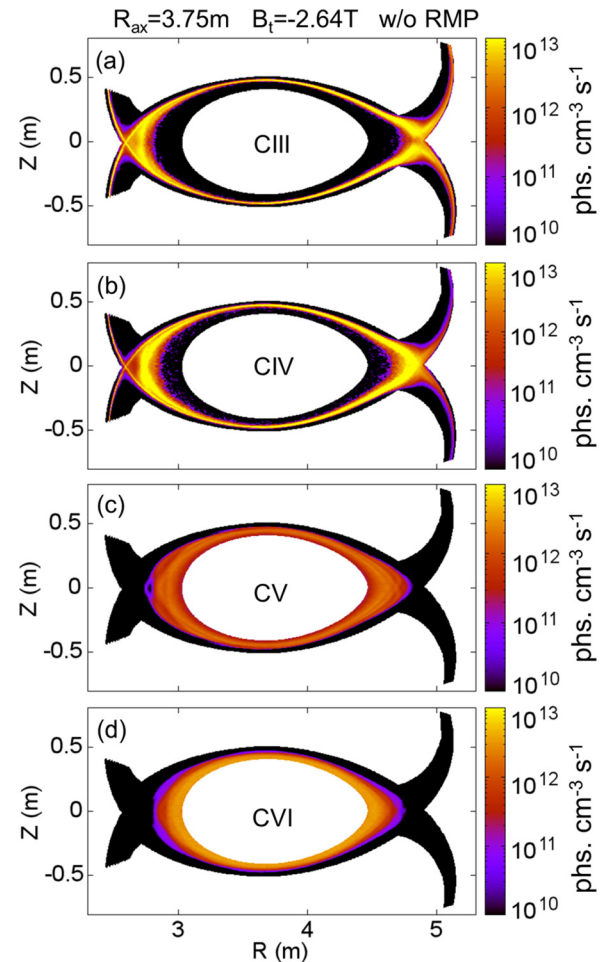 R_ax=3.75m B_t=-2.64T w/o RMP
(a)
CIII
Z (m)
0.5
0
-0.5
10^13
10^12
10^11
10^10
phs. cm^-3 s^-1
(b)
CIV
Z (m)
0.5
0
-0.5
10^13
10^12
10^11
10^10
phs. cm^-3 s^-1
(c)
CV
Z (m)
0.5
0
-0.5
10^13
10^12
10^11
10^10
phs. cm^-3 s^-1
(d)
CVI
Z (m)
0.5
0
-0.5
10^13
10^12
10^11
10^10
phs. cm^-3 s^-1
3 4 5
R (m)